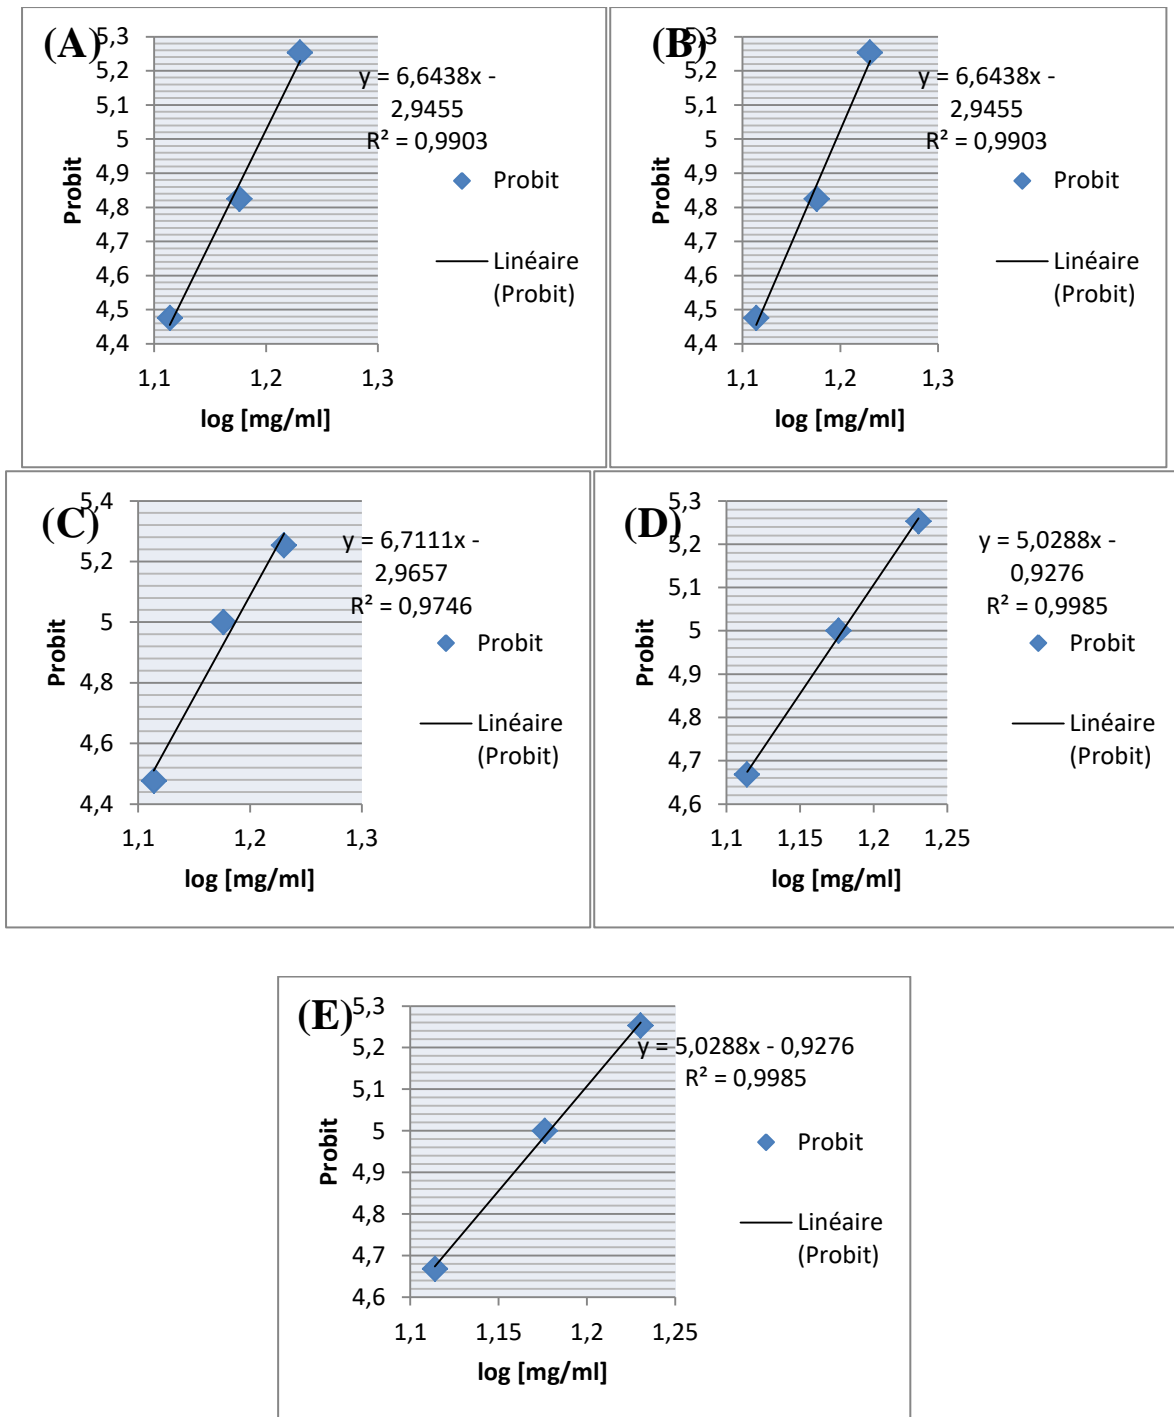 (A)
5,3
5,2
5,1
5
4,9
4,8
4,7
4,6
4,5
4,4
Probit
1,1 1,2 1,3
log [mg/ml]
y = 6,6438x -
2,9455
R² = 0,9903
Probit
Linéaire
(Probit)
(B)
5,3
5,2
5,1
5
4,9
4,8
4,7
4,6
4,5
4,4
Probit
1,1 1,2 1,3
log [mg/ml]
y = 6,6438x -
2,9455
R² = 0,9903
Probit
Linéaire
(Probit)
(C)
5,4
5,2
5
4,8
4,6
4,4
Probit
1,1 1,2 1,3
log [mg/ml]
y = 6,7111x -
2,9657
R² = 0,9746
Probit
Linéaire
(Probit)
(D)
5,3
5,2
5,1
5
4,9
4,8
4,7
4,6
Probit
1,1 1,15 1,2 1,25
log [mg/ml]
y = 5,0288x -
0,9276
R² = 0,9985
Probit
Linéaire
(Probit)
(E)
5,3
5,2
5,1
5
4,9
4,8
4,7
4,6
Probit
1,1 1,15 1,2 1,25
log [mg/ml]
y = 5,0288x - 0,9276
R² = 0,9985
Probit
Linéaire
(Probit)